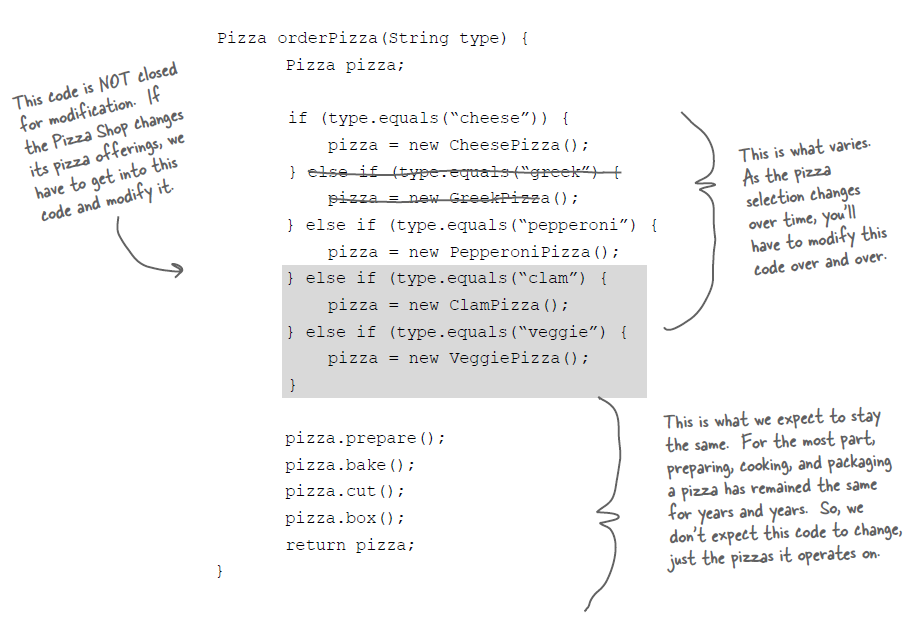 Pizza orderPizza(String type) {
Pizza pizza;
This code is NOT closed
for modification. If
the Pizza Shop changes
its pizza offerings, we
have to get into this
code and modify it.
if (type.equals(“cheese”)) {
pizza = new CheesePizza();
} else if (type.equals(“greek”) {
pizza = new GreekPizza();
} else if (type.equals(“pepperoni”) {
pizza = new PepperoniPizza();
} else if (type.equals(“clam”) {
pizza = new ClamPizza();
} else if (type.equals(“veggie”) {
pizza = new VeggiePizza();
}
This is what varies.
As the pizza
selection changes
over time, you’ll
have to modify this
code over and over.
pizza.prepare();
pizza.bake();
pizza.cut();
pizza.box();
return pizza;
}
This is what we expect to stay
the same. For the most part,
preparing, cooking, and packaging
a pizza has remained the same
for years and years. So, we
don’t expect this code to change,
just the pizzas it operates on.